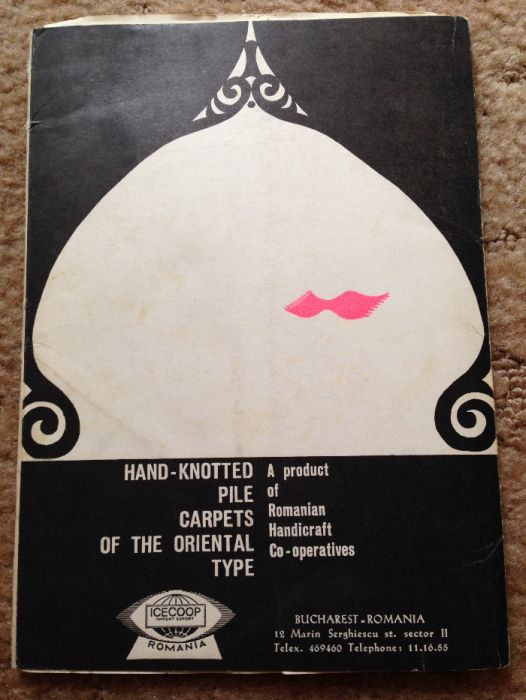 HAND-KNOTTED
PILE
CARPETS
OF THE ORIENTAL
TYPE
A product
of
Romanian
Handicraft
Co-operatives
ICECOOP
IMPORT EXPORT
ROMANIA
BUCHAREST-ROMANIA
12 Marin Serghiescu st. sector II
Telex. 469460 Telephone: 11.16.55